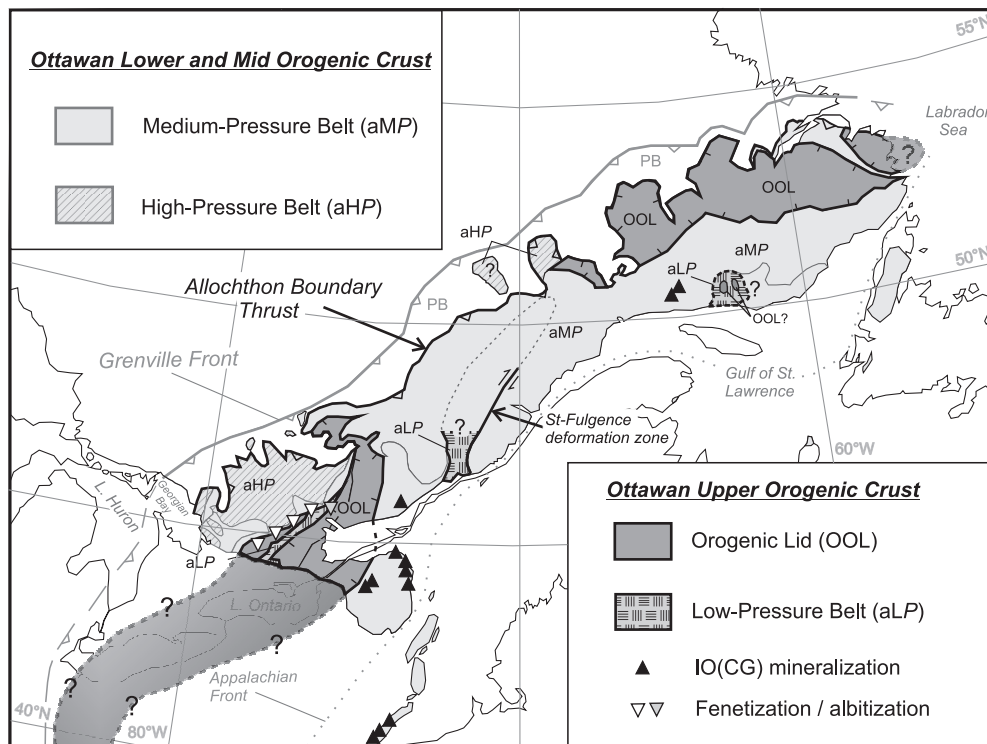 Ottawan Lower and Mid Orogenic Crust
Medium-Pressure Belt (aMP)
High-Pressure Belt (aHP)
55°N
Labrador
Sea
?
PB
OOL
OOL
aHP
?
aMP
50°N
aLP
?
OOL?
Allochthon Boundary
Thrust
PB
aMP
Grenville Front
Gulf of St.
Lawrence
St-Fulgence
deformation zone
aLP
?
60°W
aHP
OOL
Georgian
Bay
L. Huron
aLP
L. Ontario
?
?
?
?
Appalachian
Front
40°N
80°W
Ottawan Upper Orogenic Crust
Orogenic Lid (OOL)
Low-Pressure Belt (aLP)
IO(CG) mineralization
Fenetization / albitization